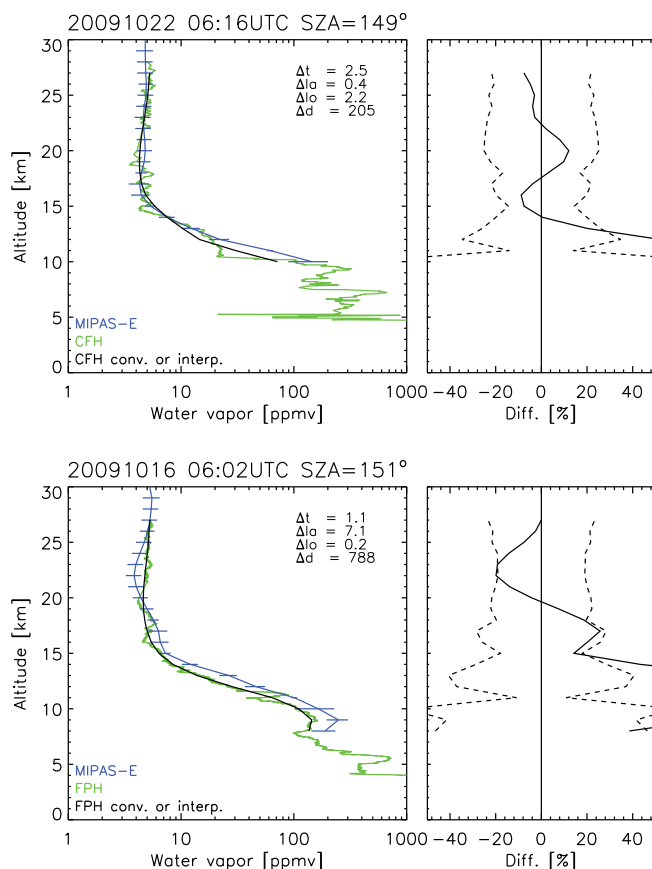 20091022 06:16UTC SZA=149°
30
25
20
15
10
5
0
Altitude [km]
Δt = 2.5
Δla = 0.4
Δlo = 2.2
Δd = 205
MIPAS-E
CFH
CFH conv. or interp.
1 10 100 1000
Water vapor [ppmv]
-40 -20 0 20 40
Diff. [%]
20091016 06:02UTC SZA=151°
30
25
20
15
10
5
0
Altitude [km]
Δt = 1.1
Δla = 7.1
Δlo = 0.2
Δd = 788
MIPAS-E
FPH
FPH conv. or interp.
1 10 100 1000
Water vapor [ppmv]
-40 -20 0 20 40
Diff. [%]